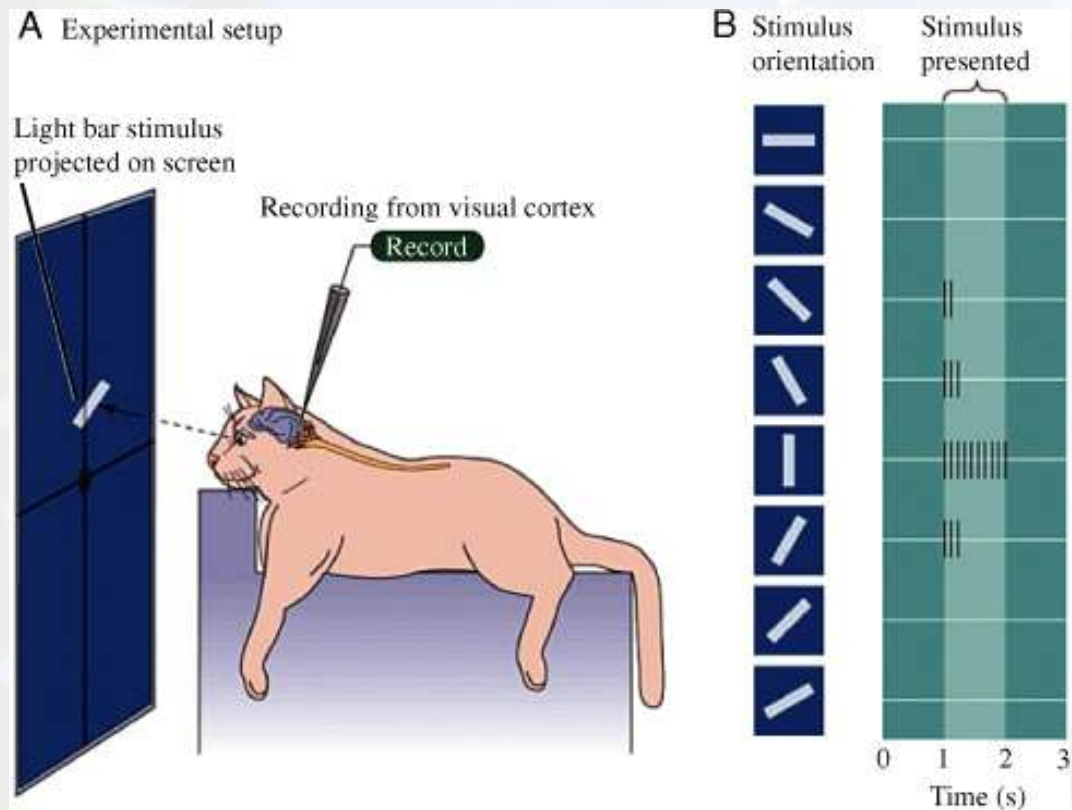 A Experimental setup
Light bar stimulus
projected on screen
Recording from visual cortex
Record
B Stimulus
orientation
Stimulus
presented
0 1 2 3
Time (s)